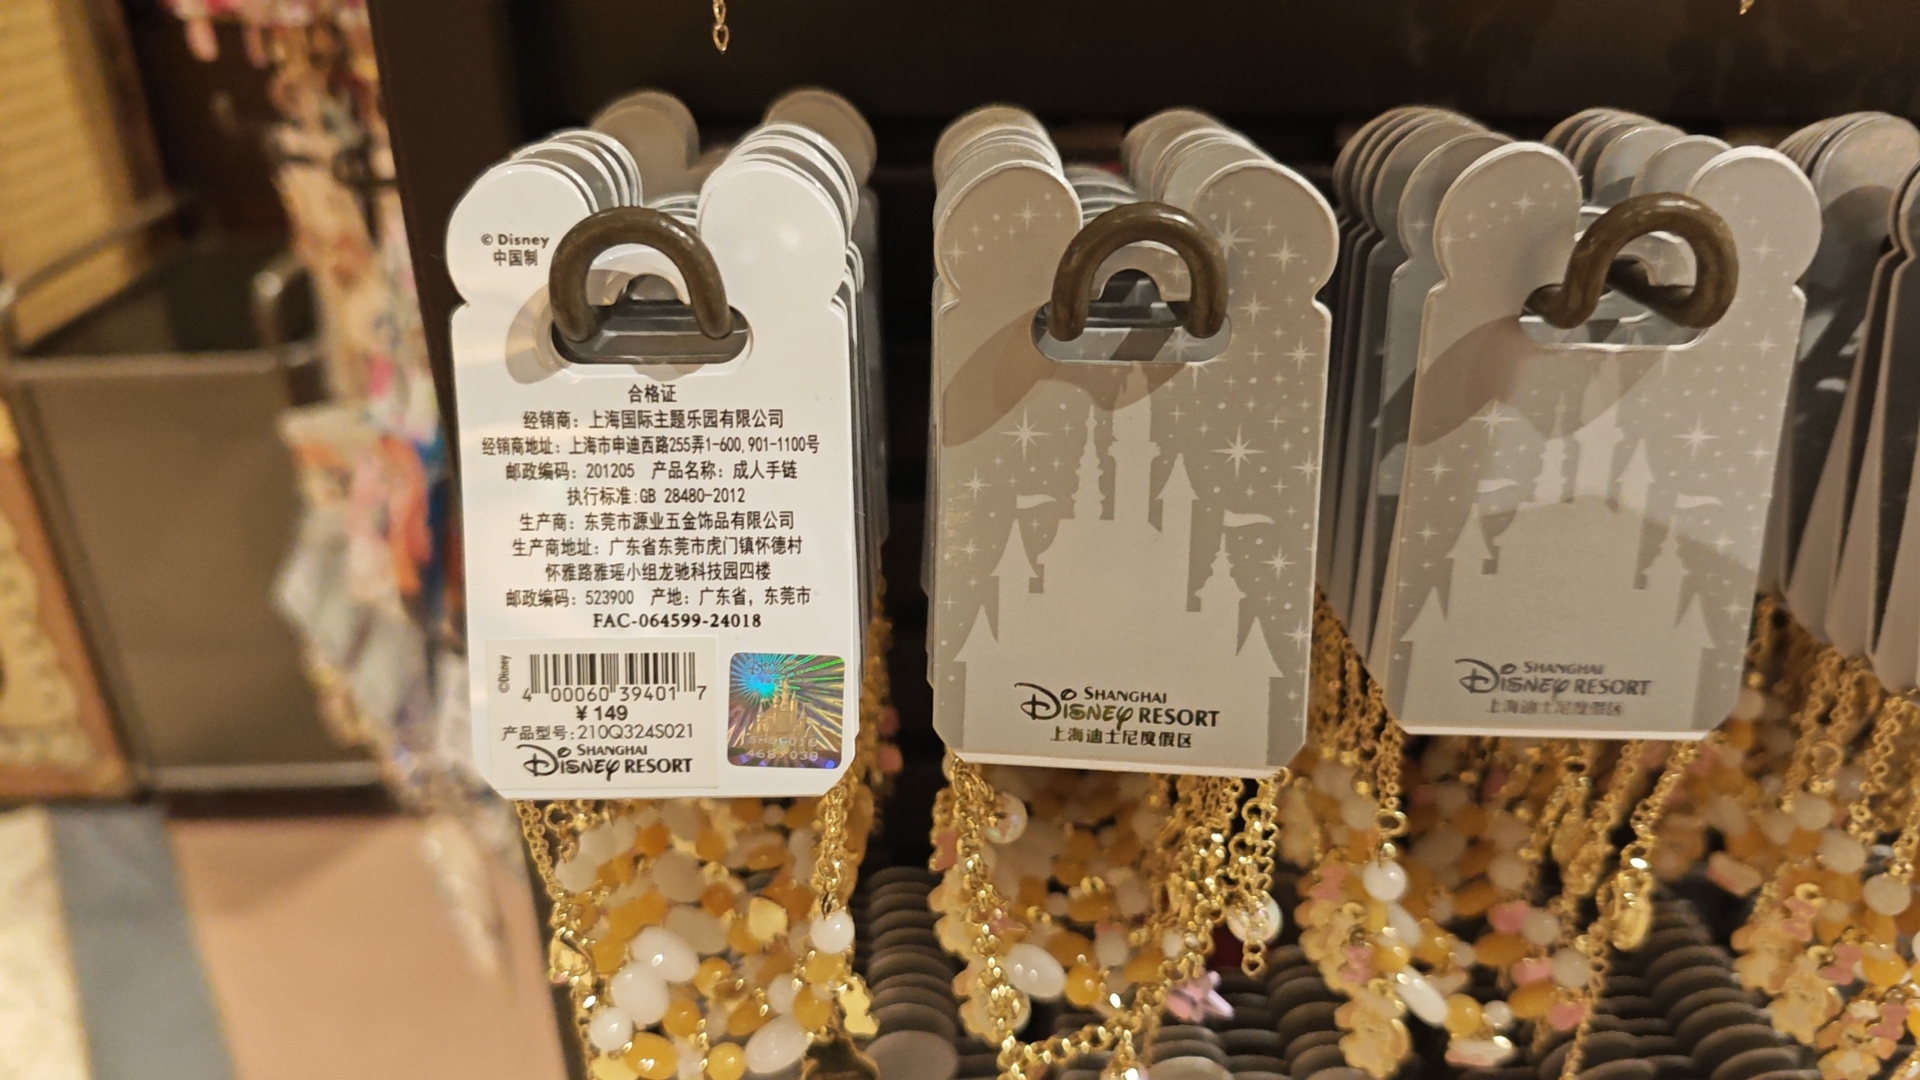 © Disney
中国制
合格证
经销商：上海国际主题乐园有限公司
经销商地址：上海市申迪西路255弄1-600,901-1100号
邮政编码：201205 产品名称：成人手链
执行标准:GB 28480-2012
生产商：东莞市源业五金饰品有限公司
生产商地址：广东省东莞市虎门镇怀德村
怀雅路雅瑶小组龙驰科技园四楼
邮政编码：523900 产地：广东省，东莞市
FAC-064599-24018
©Disney
4 00060 39401 7
¥ 149
产品型号:210Q324S021
SHANGHAI
Disney RESORT
SHANGHAI
Disney RESORT
上海迪士尼度假区
SHANGHAI
Disney RESORT
上海迪士尼度假区